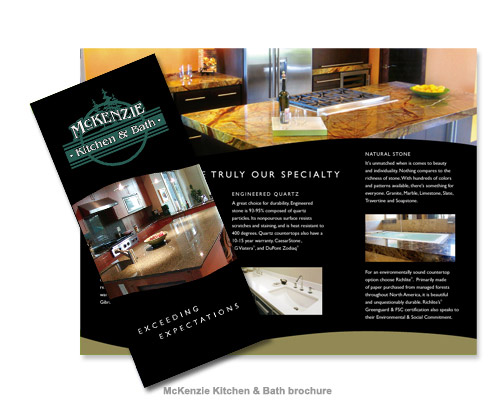 McKENZIE
• Kitchen & Bath •
EXCEEDING
EXPECTATIONS
TRULY OUR SPECIALTY
ENGINEERED QUARTZ
A great choice for durability. Engineered
stone is 93-95% composed of quartz
particles. Its nonporous surface resists
scratches and staining, and is heat resistant to
400 degrees. Quartz countertops also have a
10-15 year warranty. CaesarStone,
and DuPont Zodiaq®
NATURAL STONE
It's unmatched when is comes to beauty
and individuality. Nothing compares to the
richness of stone. With hundreds of colors
and patterns available, there's something for
everyone. Granite, Marble, Limestone, Slate,
Travertine and Soapstone.
For an environmentally sound countertop
option choose Richlite®. Primarily made
of paper purchased from managed forests
throughout North America, it is beautiful
and unquestionably durable. Richlite's®
Greenguard & FSC certification also speaks to
their Environmental & Social Commitment.
McKenzie Kitchen & Bath brochure